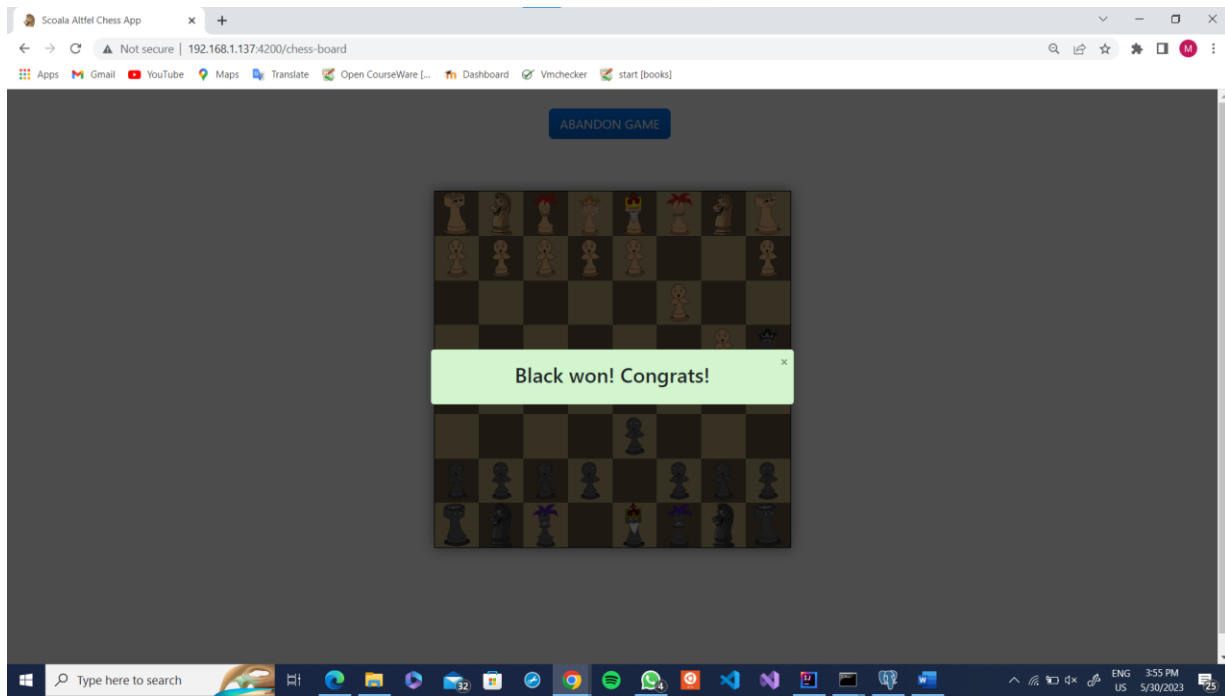 Scoala Altfel Chess App
Not secure | 192.168.1.137:4200/chess-board
M
Apps Gmail YouTube Maps Translate Open CourseWare [... Dashboard Vmchecker start [books]
ABANDON GAME
Black won! Congrats!
Type here to search
32
4
ENG 3:55 PM
US 5/30/2023
25